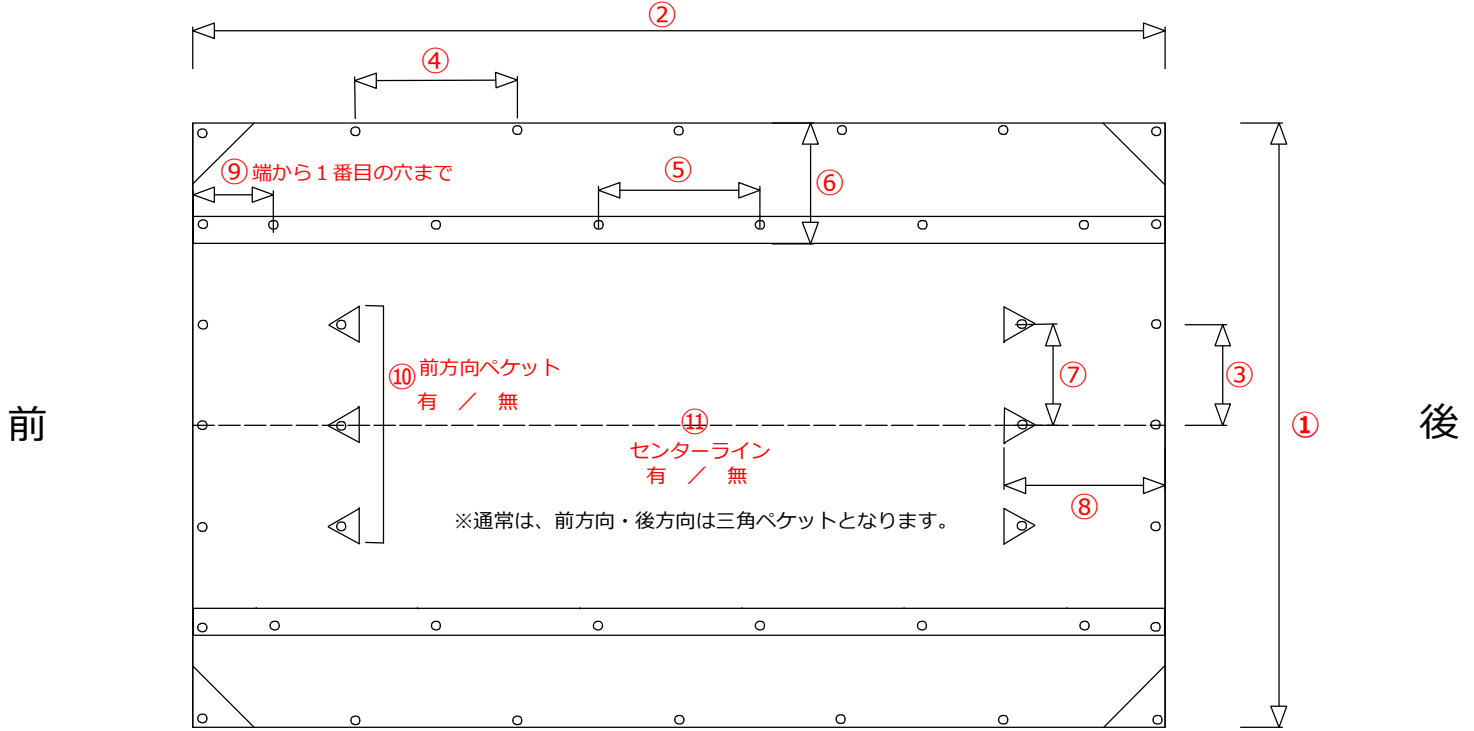 ②
④
⑨端から１番目の穴まで
⑤
⑥
⑩前方向ペケット
有 ／ 無
⑦
③
前
⑪
センターライン
有 ／ 無
①
後
⑧
※通常は、前方向・後方向は三角ペケットとなります。